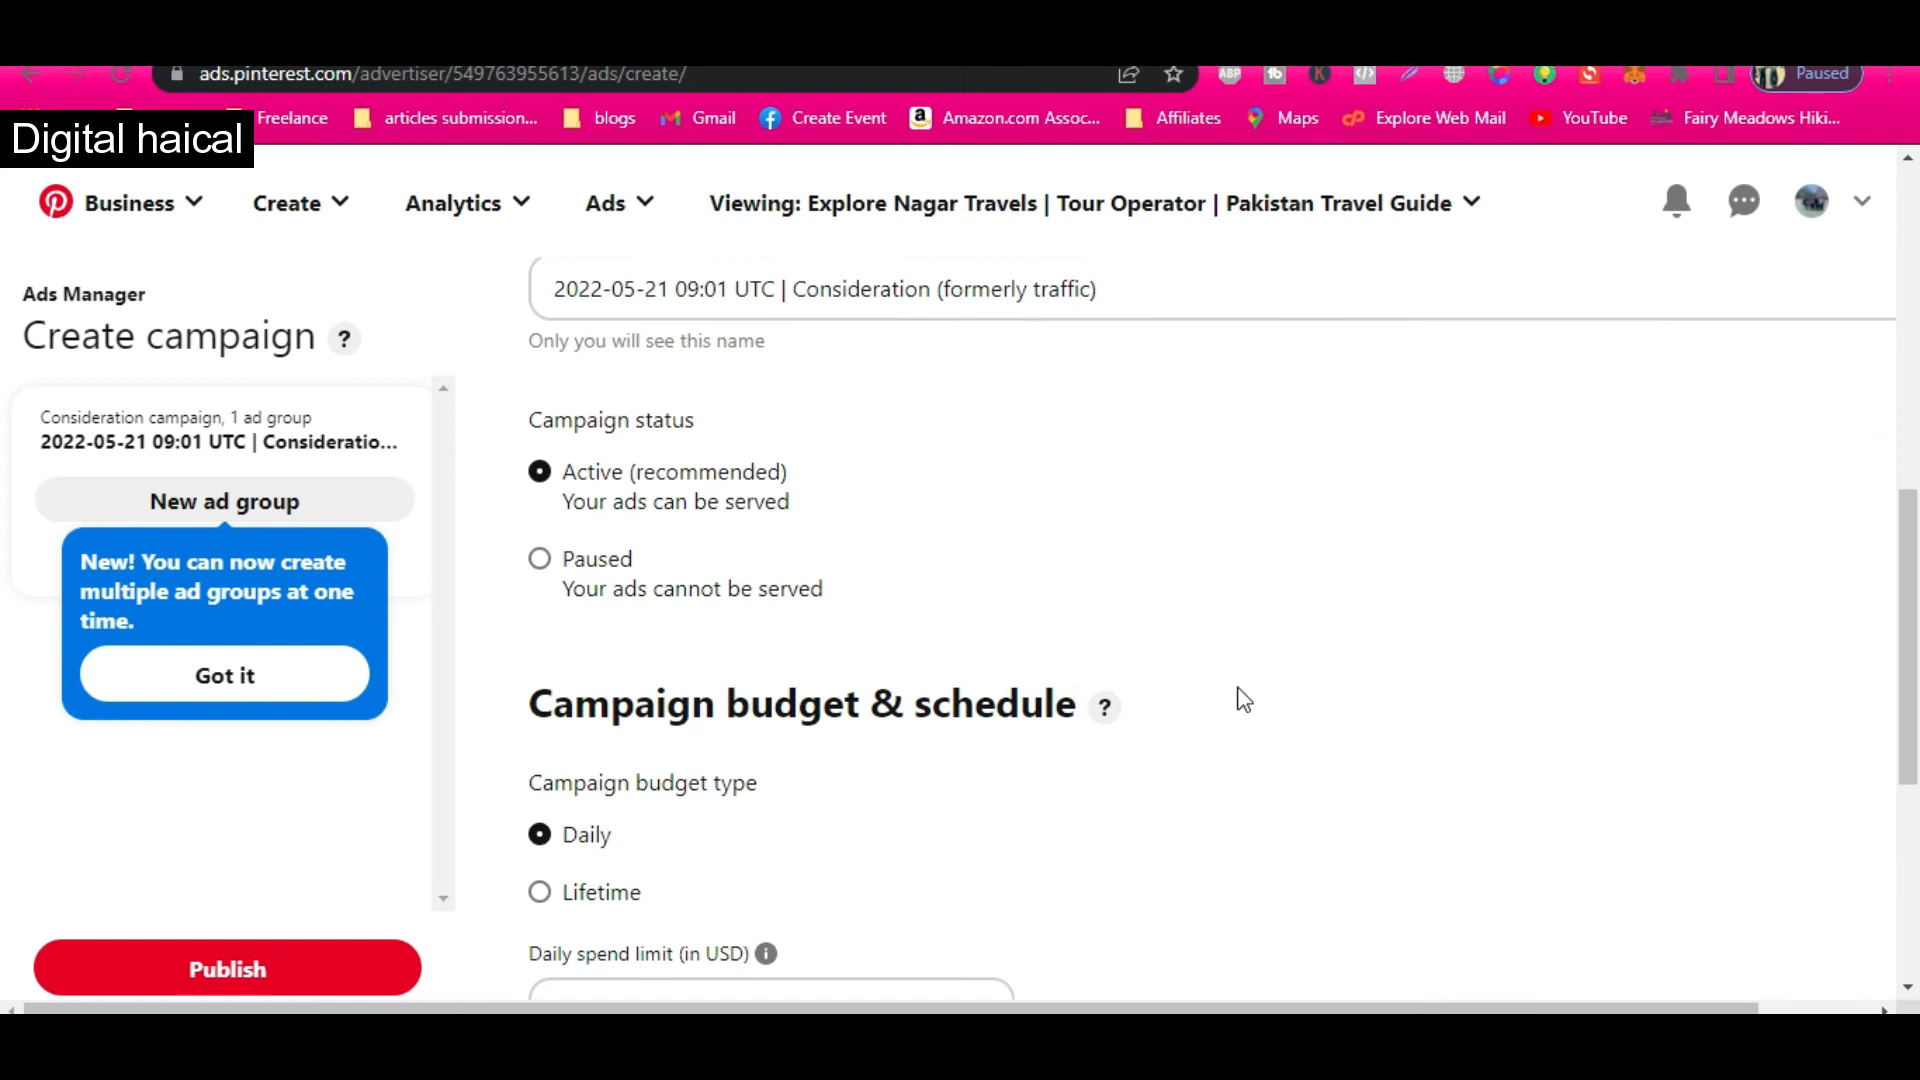 ads.pinterest.com/advertiser/549763955613/ads/create/
ABP
K
Paused
Freelance
articles submission...
blogs
Gmail
Create Event
Amazon.com Assoc...
Affiliates
Maps
Explore Web Mail
YouTube
Fairy Meadows Hiki...
Digital haical
Business
Create
Analytics
Ads
Viewing: Explore Nagar Travels | Tour Operator | Pakistan Travel Guide
Ads Manager
Create campaign ?
Consideration campaign, 1 ad group
2022-05-21 09:01 UTC | Consideratio...
New ad group
New! You can now create
multiple ad groups at one
time.
Got it
Publish
2022-05-21 09:01 UTC | Consideration (formerly traffic)
Only you will see this name
Campaign status
Active (recommended)
Your ads can be served
Paused
Your ads cannot be served
Campaign budget & schedule ?
Campaign budget type
Daily
Lifetime
Daily spend limit (in USD)